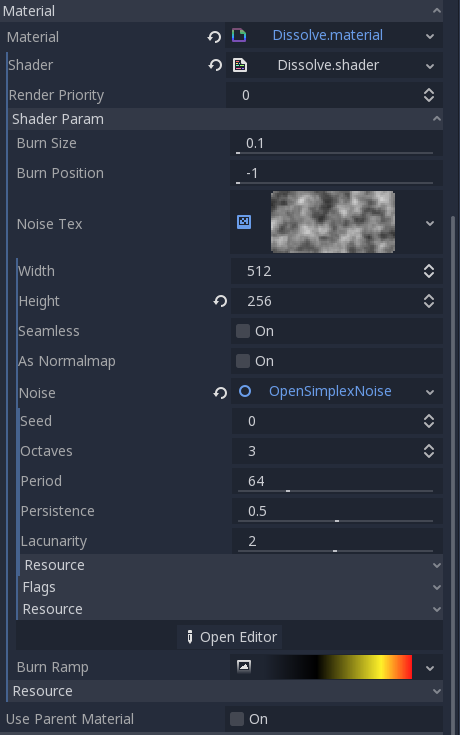 Material
Material Dissolve.material
Shader Dissolve.shader
Render Priority 0
Shader Param
Burn Size 0.1
Burn Position -1
Noise Tex
Width 512
Height 256
Seamless On
As Normalmap On
Noise OpenSimplexNoise
Seed 0
Octaves 3
Period 64
Persistence 0.5
Lacunarity 2
Resource
Flags
Resource
Open Editor
Burn Ramp
Resource
Use Parent Material On